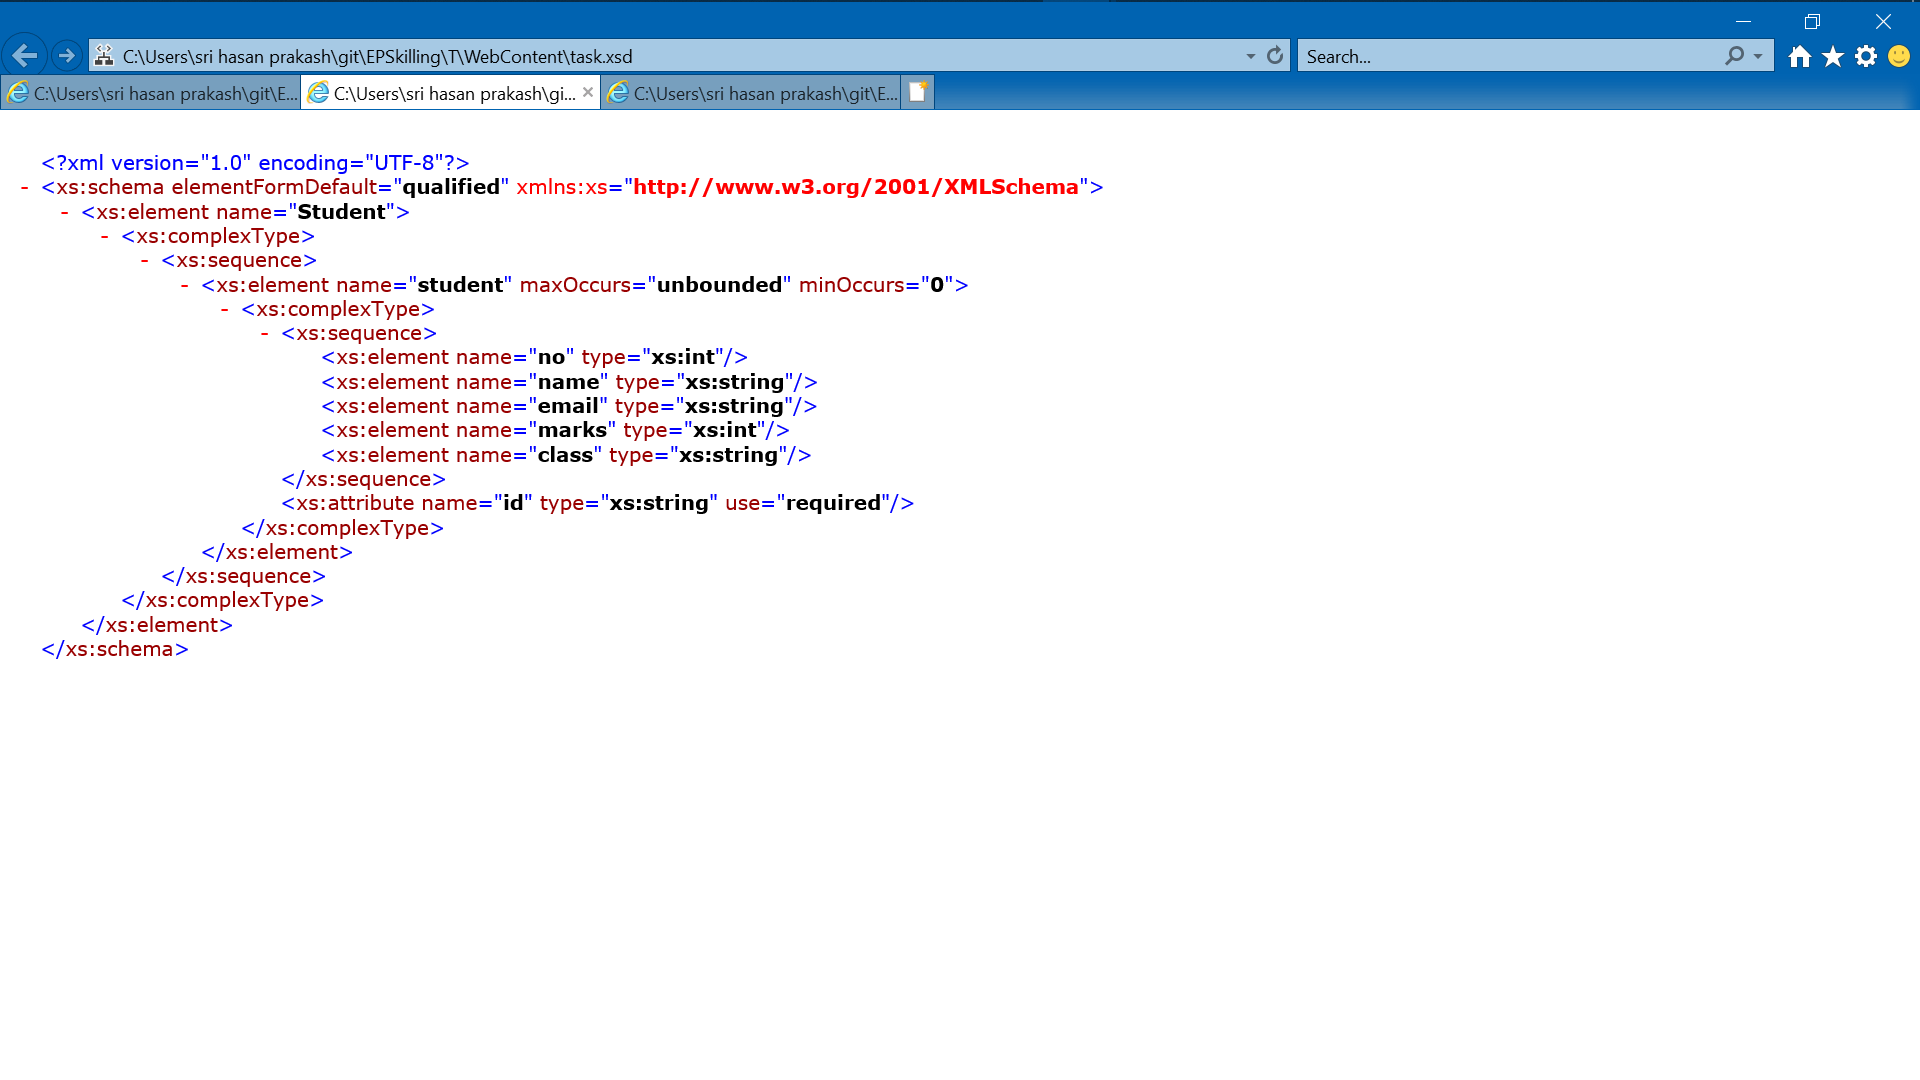 C:\Users\sri hasan prakash\git\EPSkilling\T\WebContent\task.xsd
Search...
C:\Users\sri hasan prakash\git\E...
C:\Users\sri hasan prakash\gi...
C:\Users\sri hasan prakash\git\E...
<?xml version="1.0" encoding="UTF-8"?>
- <xs:schema elementFormDefault="qualified" xmlns:xs="http://www.w3.org/2001/XMLSchema">
- <xs:element name="Student">
- <xs:complexType>
- <xs:sequence>
- <xs:element name="student" maxOccurs="unbounded" minOccurs="0">
- <xs:complexType>
- <xs:sequence>
<xs:element name="no" type="xs:int"/>
<xs:element name="name" type="xs:string"/>
<xs:element name="email" type="xs:string"/>
<xs:element name="marks" type="xs:int"/>
<xs:element name="class" type="xs:string"/>
</xs:sequence>
<xs:attribute name="id" type="xs:string" use="required"/>
</xs:complexType>
</xs:element>
</xs:sequence>
</xs:complexType>
</xs:element>
</xs:schema>